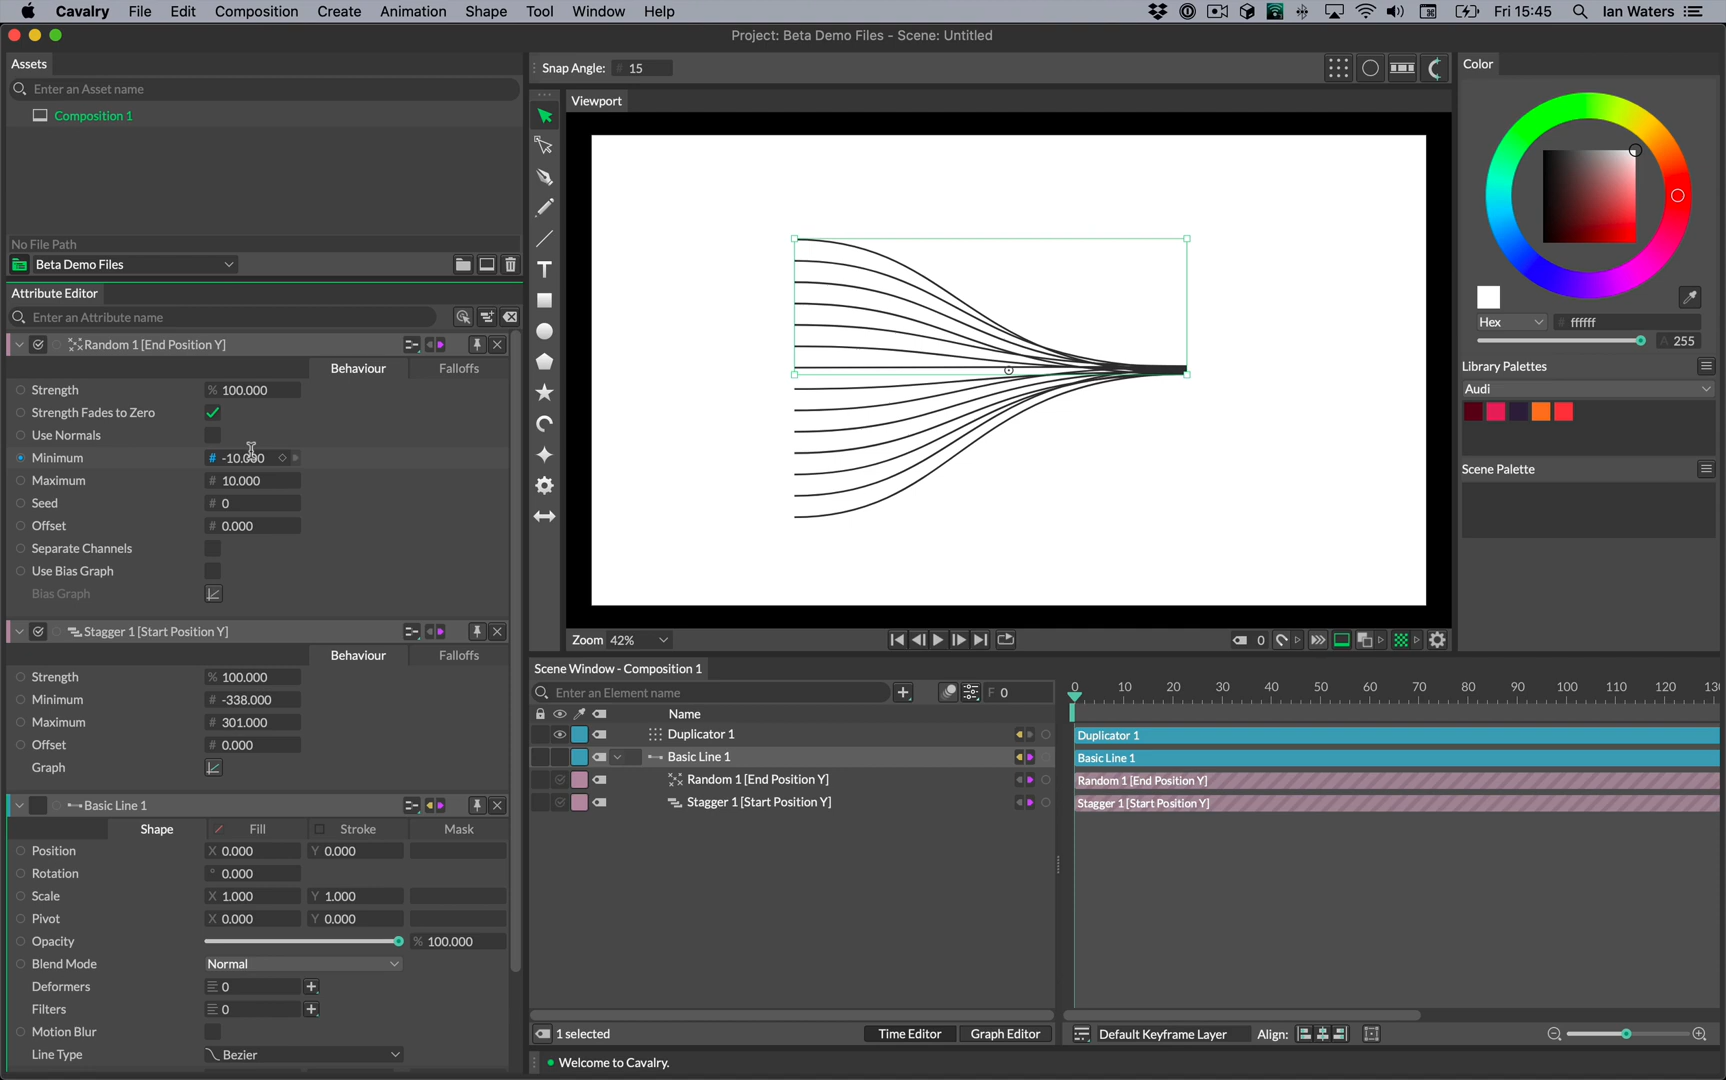 Cavalry File Edit Composition Create Animation Shape Tool Window Help Fri 15:45 Ian Waters
Project: Beta Demo Files - Scene: Untitled
Assets
Enter an Asset name
Composition 1
No File Path
Beta Demo Files
Attribute Editor
Enter an Attribute name
Random 1 [End Position Y]
Behaviour Falloffs
Strength % 100.000
Strength Fades to Zero
Use Normals
Minimum # -10.000
Maximum # 10.000
Seed # 0
Offset # 0.000
Separate Channels
Use Bias Graph
Bias Graph
Stagger 1 [Start Position Y]
Behaviour Falloffs
Strength % 100.000
Minimum # -338.000
Maximum # 301.000
Offset # 0.000
Graph
Basic Line 1
Shape Fill Stroke Mask
Position X 0.000 Y 0.000
Rotation ° 0.000
Scale X 1.000 Y 1.000
Pivot X 0.000 Y 0.000
Opacity % 100.000
Blend Mode Normal
Deformers 0
Filters 0
Motion Blur
Line Type Bezier
Snap Angle: # 15
Viewport
Zoom 42% 0
Scene Window - Composition 1
Enter an Element name F 0
Name
Duplicator 1
Basic Line 1
Random 1 [End Position Y]
Stagger 1 [Start Position Y]
0 10 20 30 40 50 60 70 80 90 100 110 120 130
Duplicator 1
Basic Line 1
Random 1 [End Position Y]
Stagger 1 [Start Position Y]
1 selected Time Editor Graph Editor Default Keyframe Layer Align:
Welcome to Cavalry.
Color
Hex # ffffff
A 255
Library Palettes
Audi
Scene Palette